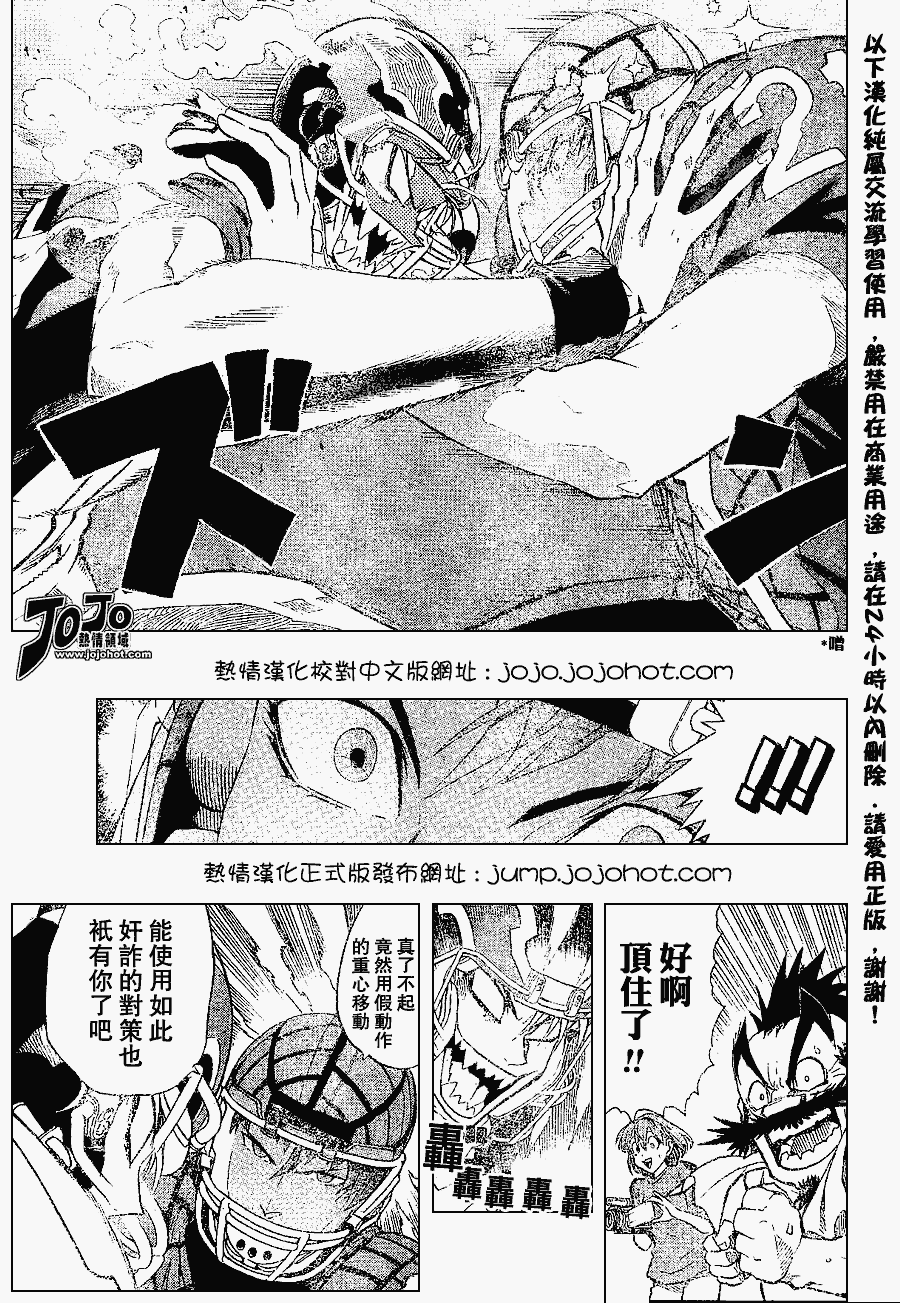 以下漢化純屬交流學習使用，嚴禁用在商業用途，請在24小時以內刪除．請愛用正版，謝謝！
ズ
JOJO
熱情領域
www.jojohot.com
*噌
熱情漢化校對中文版網址：jojo.jojohot.com
!!!
熱情漢化正式版發布網址：jump.jojohot.com
好啊
頂住了!!
真了不起
竟然用假動作
的重心移動
轟
轟
轟
轟
轟
能使用如此
奸詐的對策也
衹有你了吧